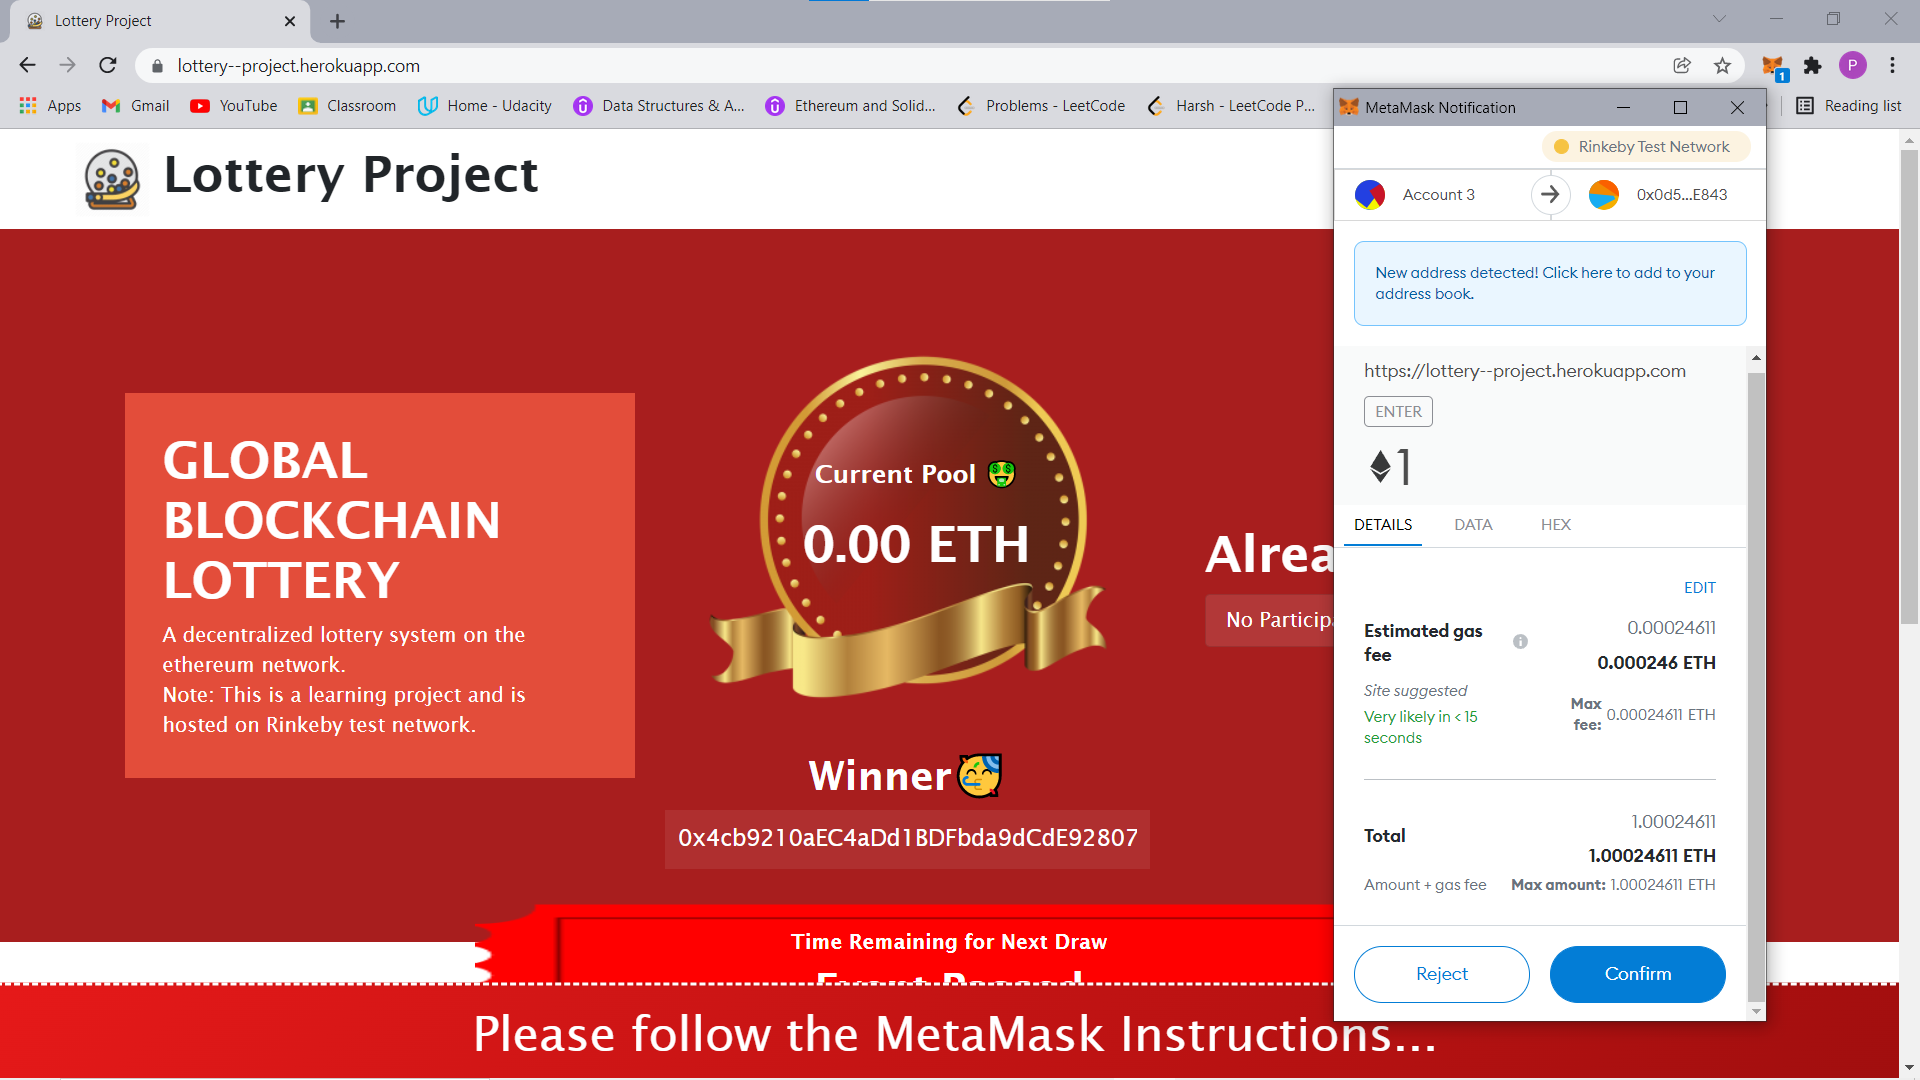 Lottery Project
lottery--project.herokuapp.com
1
P
Apps
Gmail
YouTube
Classroom
Home - Udacity
Data Structures & A...
Ethereum and Solid...
Problems - LeetCode
Harsh - LeetCode P...
Reading list
Lottery Project
GLOBAL
BLOCKCHAIN
LOTTERY
A decentralized lottery system on the
ethereum network.
Note: This is a learning project and is
hosted on Rinkeby test network.
Current Pool 🤑
0.00 ETH
Winner🥳
0x4cb9210aEC4aDd1BDFbda9dCdE92807
Alrea
No Particip
Time Remaining for Next Draw
Please follow the MetaMask Instructions...
MetaMask Notification
Rinkeby Test Network
Account 3
0x0d5...E843
New address detected! Click here to add to your
address book.
https://lottery--project.herokuapp.com
ENTER
1
DETAILS DATA HEX
EDIT
Estimated gas
fee
0.00024611
0.000246 ETH
Site suggested
Very likely in < 15
seconds
Max
fee: 0.00024611 ETH
Total
1.00024611
1.00024611 ETH
Amount + gas fee
Max amount: 1.00024611 ETH
Reject
Confirm